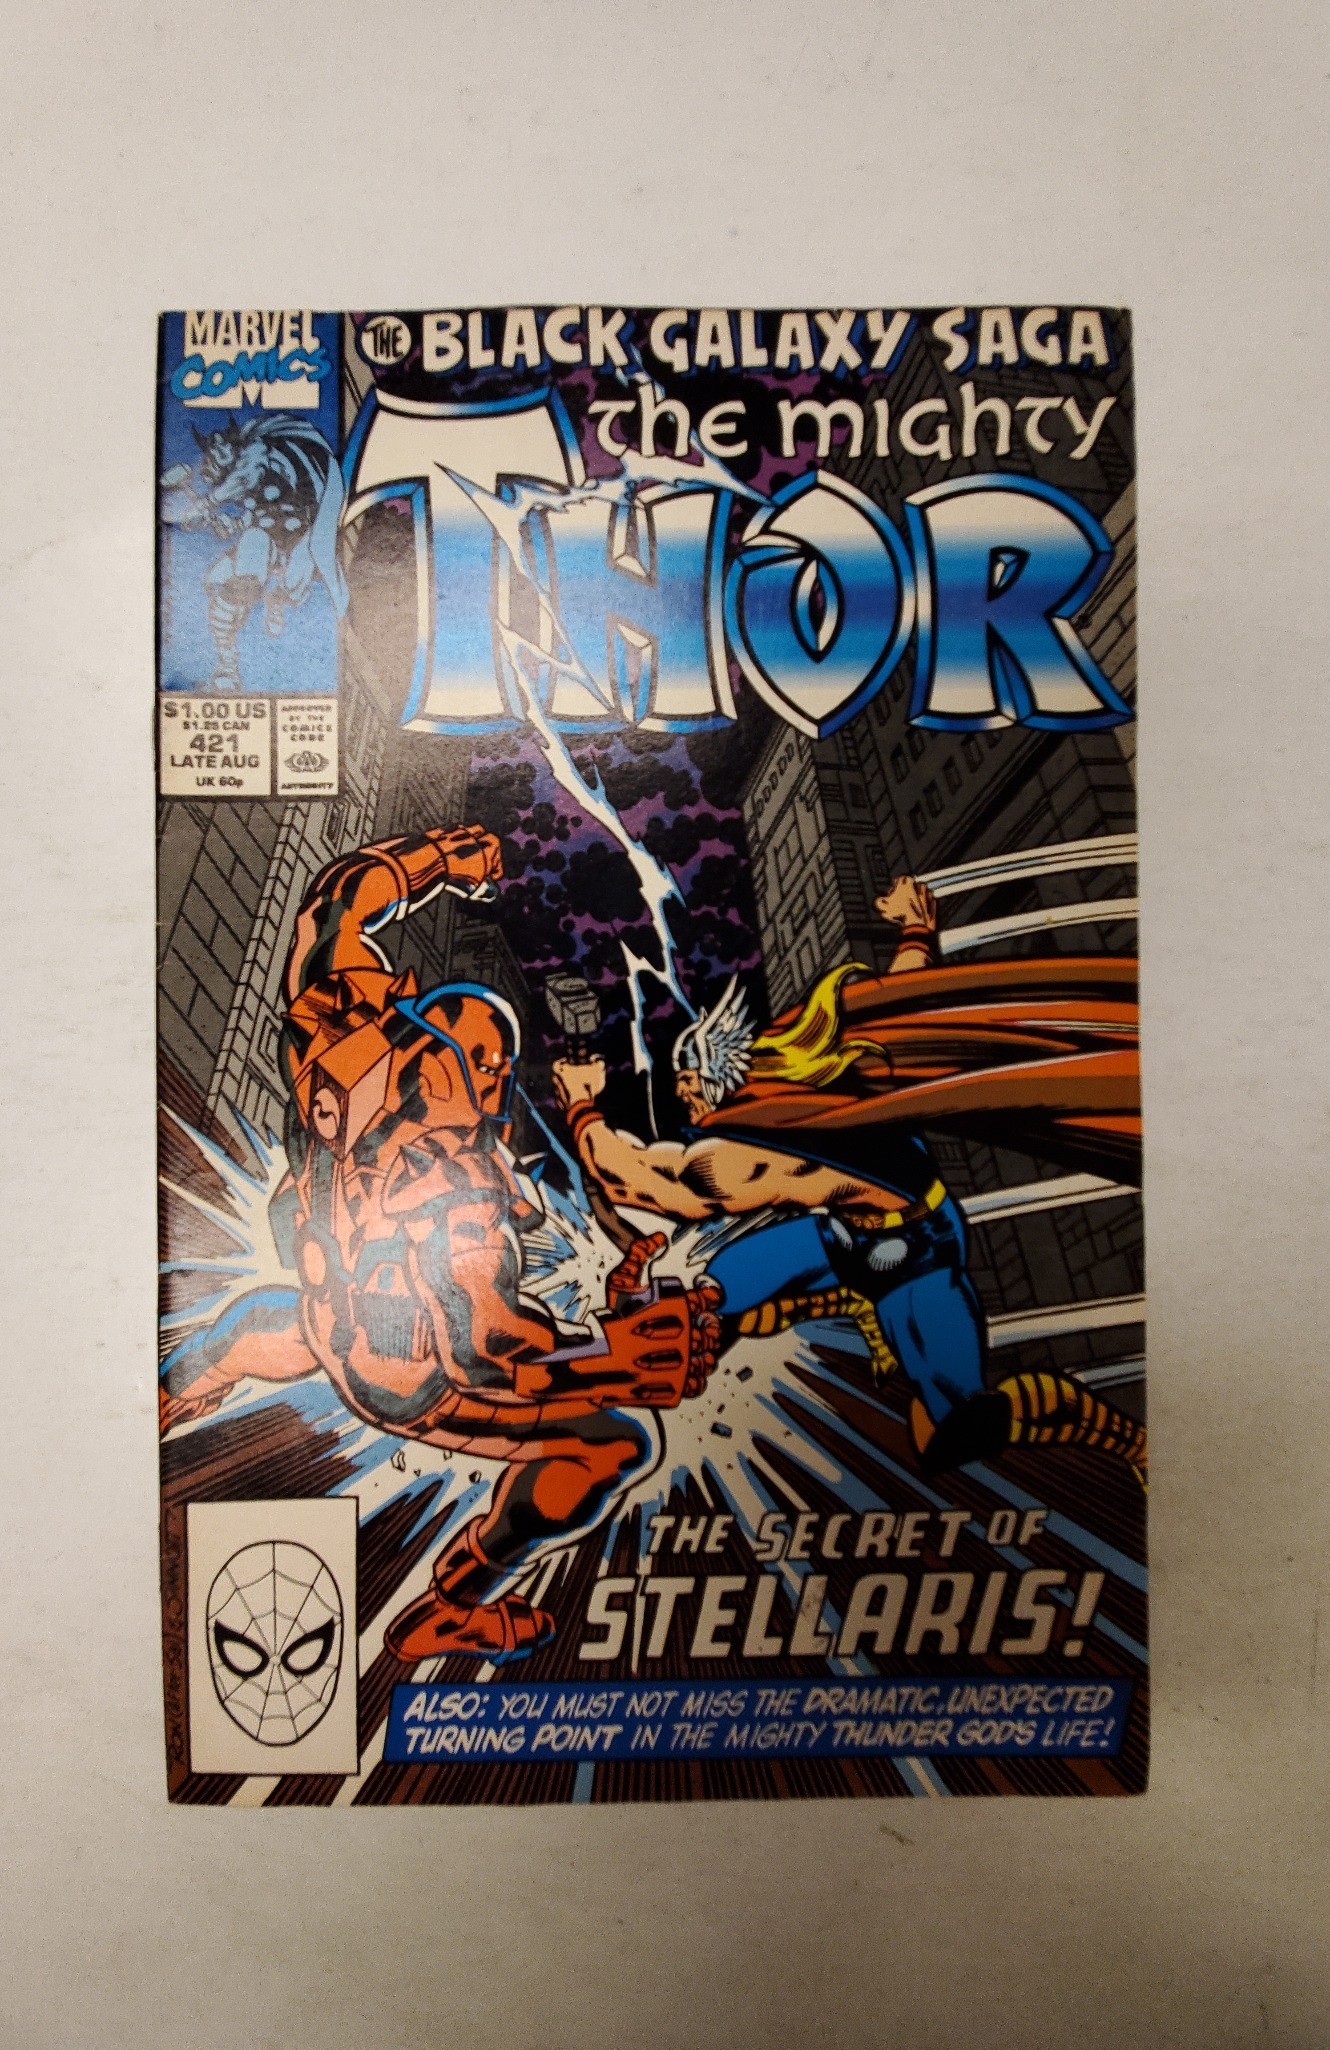 MARVEL
COMICS
THE BLACK GALAXY SAGA
THE MIGHTY
THOR
$1.00 US
$1.25 CAN
421
LATE AUG
UK 60p
APPROVED
BY THE
COMICS
CODE
AUTHORITY
THE SECRET OF
STELLARIS!
ALSO: YOU MUST NOT MISS THE DRAMATIC, UNEXPECTED
TURNING POINT IN THE MIGHTY THUNDER GOD'S LIFE!